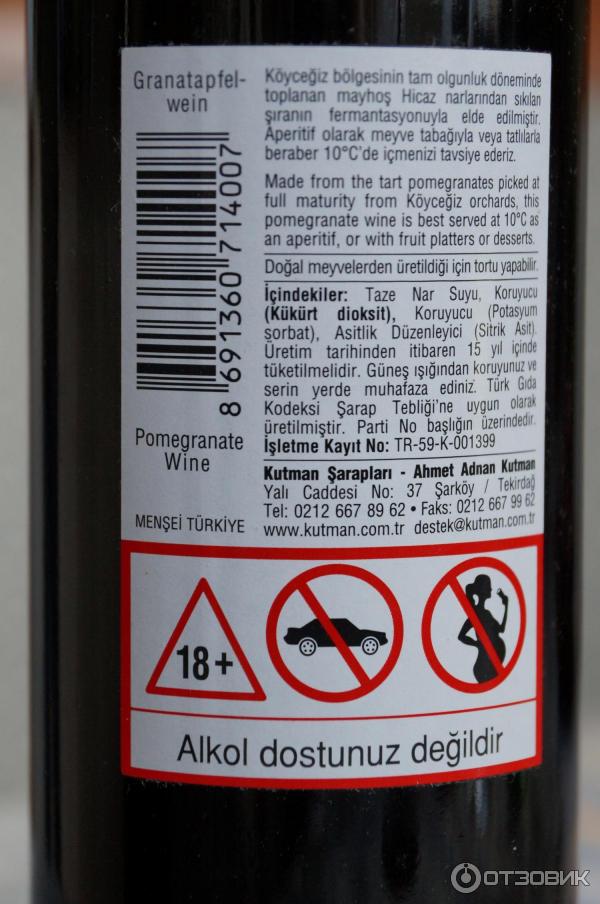 Granatapfel-
wein
8 691360 714007
Pomegranate
Wine
MENŞEİ TÜRKİYE
Köyceğiz bölgesinin tam olgunluk döneminde
toplanan mayhoş Hicaz narlarından sıkılan
şıranın fermantasyonuyla elde edilmiştir.
Aperitif olarak meyve tabağıyla veya tatlılarla
beraber 10°C'de içmenizi tavsiye ederiz.
Made from the tart pomegranates picked at
full maturity from Köyceğiz orchards, this
pomegranate wine is best served at 10°C as
an aperitif, or with fruit platters or desserts.
Doğal meyvelerden üretildiği için tortu yapabilir.
İçindekiler: Taze Nar Suyu, Koruyucu
(Kükürt dioksit), Koruyucu (Potasyum
sorbat), Asitlik Düzenleyici (Sitrik Asit).
Üretim tarihinden itibaren 15 yıl içinde
tüketilmelidir. Güneş ışığından koruyunuz ve
serin yerde muhafaza ediniz. Türk Gıda
Kodeksi Şarap Tebliği'ne uygun olarak
üretilmiştir. Parti No başlığın üzerindedir.
İşletme Kayıt No: TR-59-K-001399
Kutman Şarapları - Ahmet Adnan Kutman
Yalı Caddesi No: 37 Şarköy / Tekirdağ
Tel: 0212 667 89 62 • Faks: 0212 667 99 62
www.kutman.com.tr destek@kutman.com.tr
18+
Alkol dostunuz değildir
ОТЗОВИК